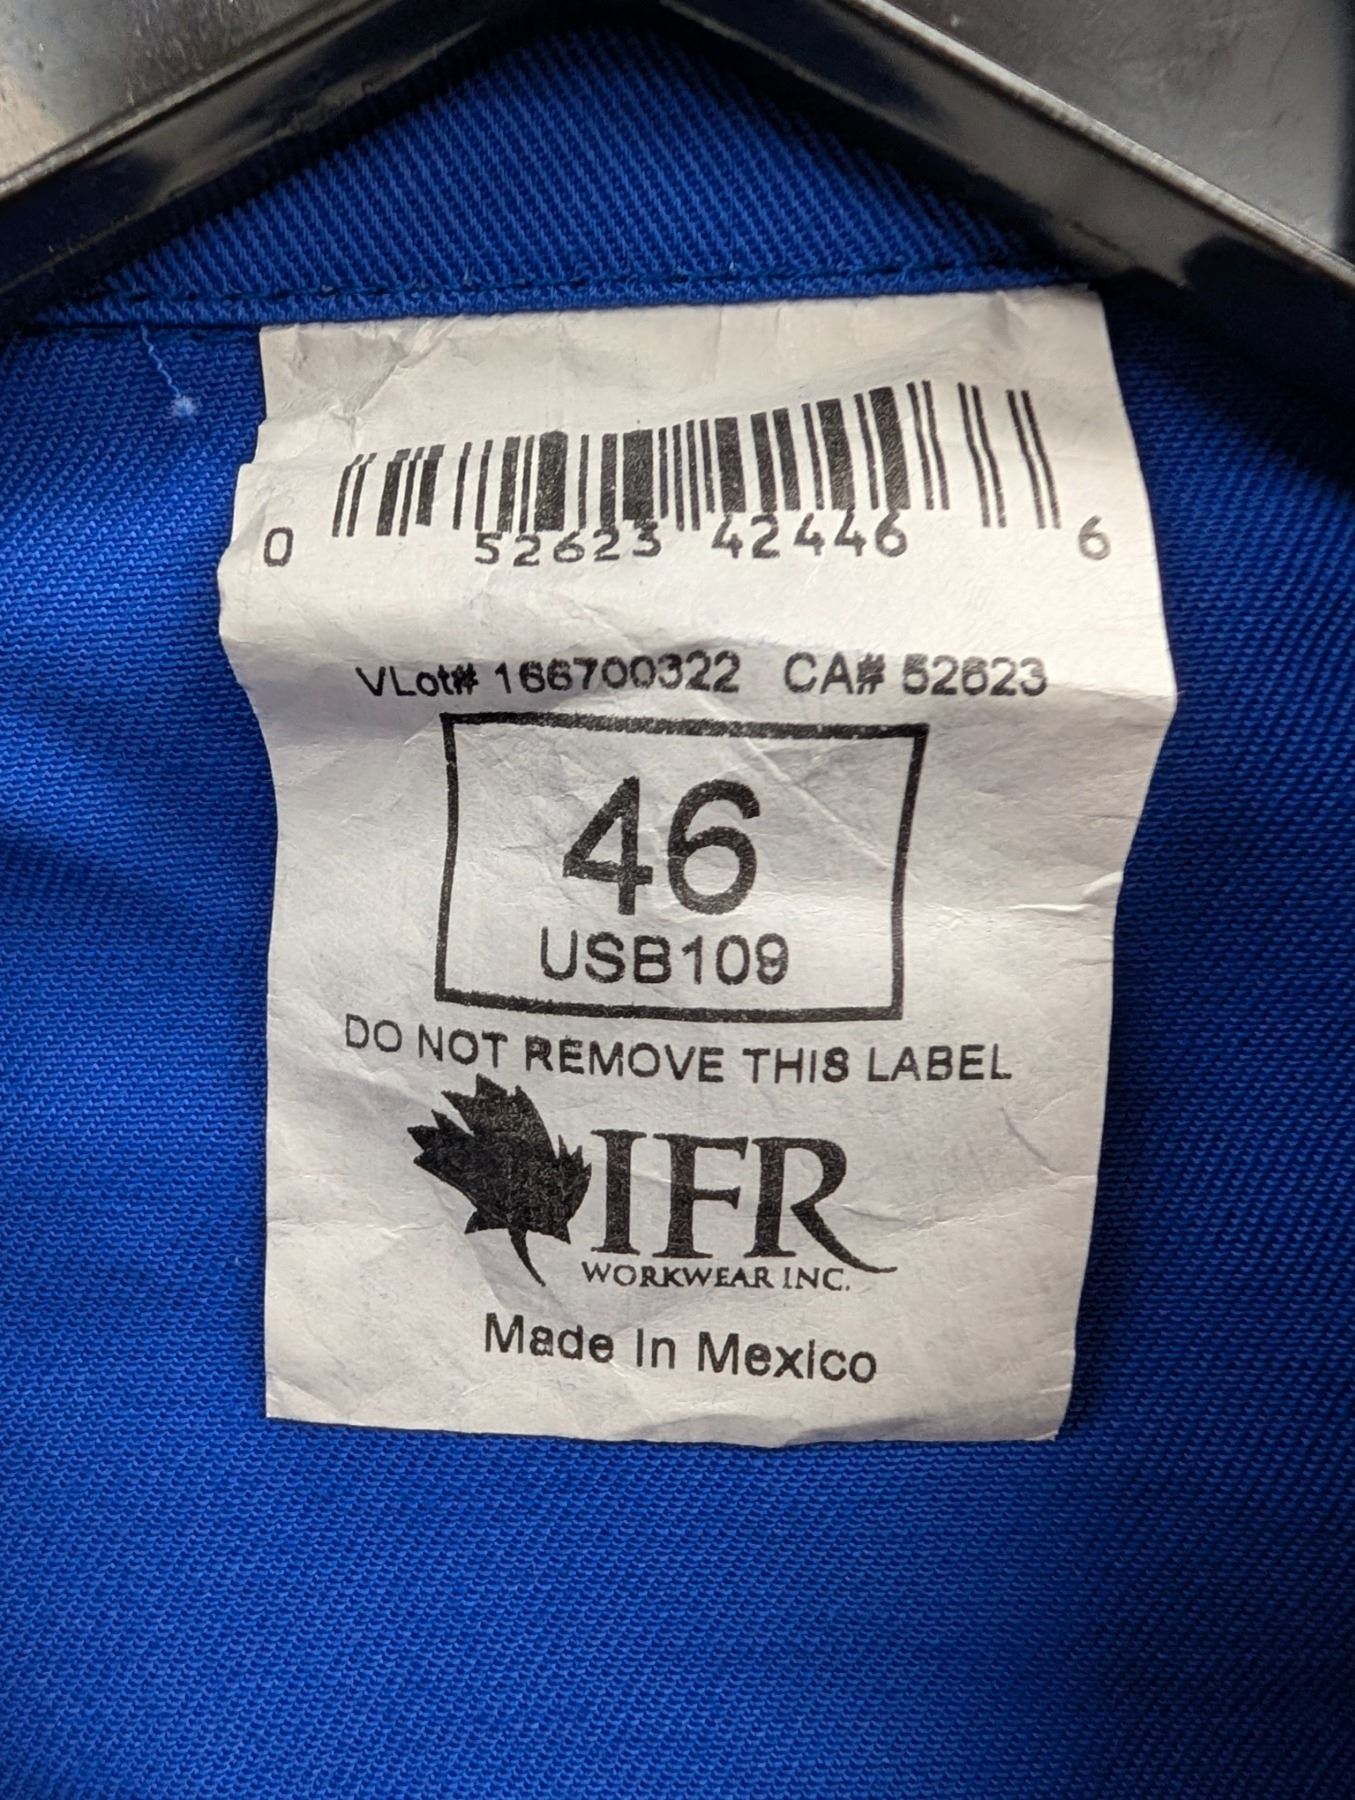 0 52623 42446 6
VLot# 166700322 CA# 52623
46
USB109
DO NOT REMOVE THIS LABEL
IFR
WORKWEAR INC.
Made In Mexico